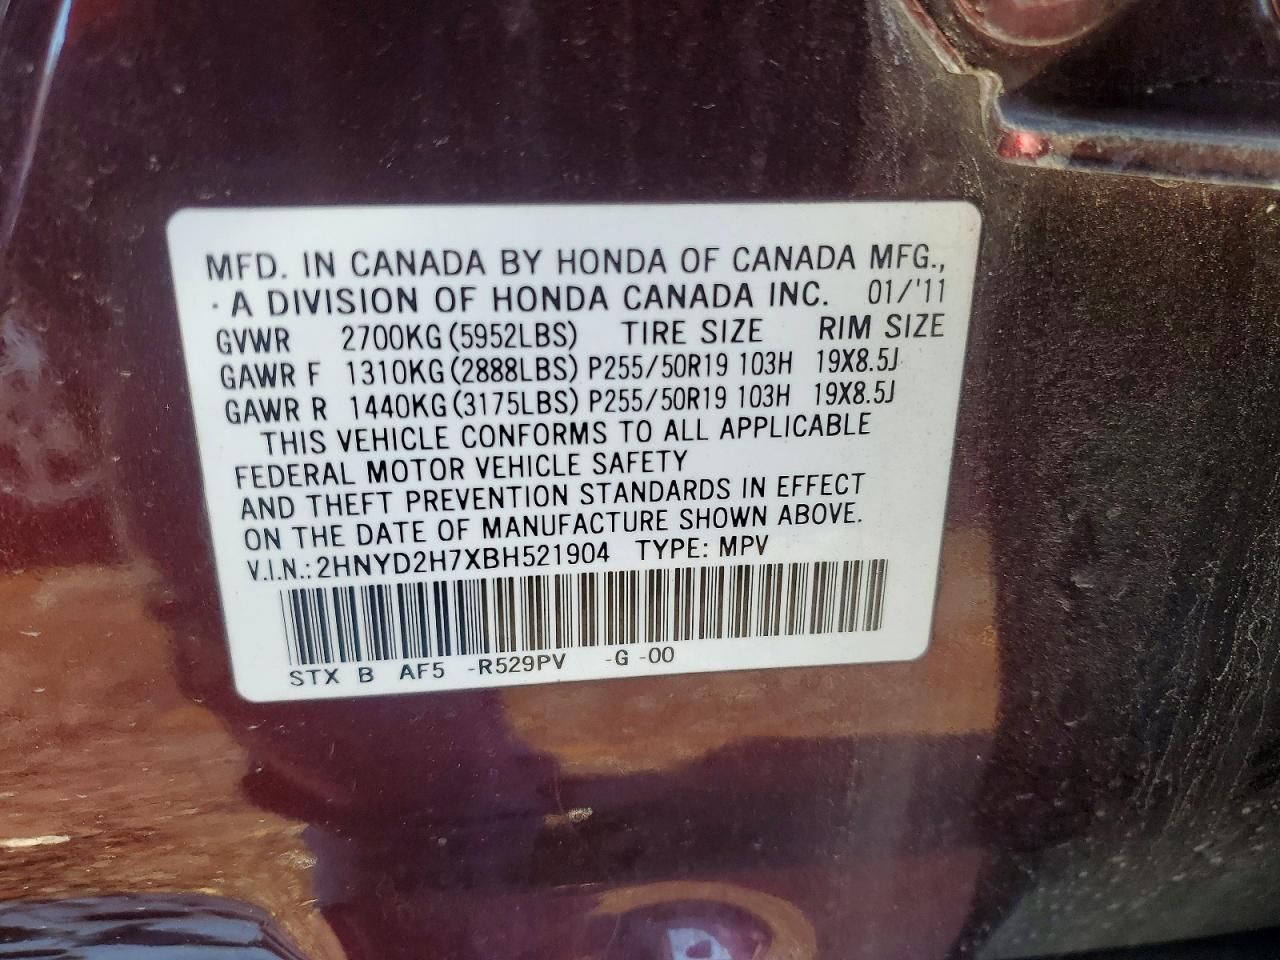 MFD. IN CANADA BY HONDA OF CANADA MFG.,
· A DIVISION OF HONDA CANADA INC. 01/'11
GVWR 2700KG (5952LBS) TIRE SIZE RIM SIZE
GAWR F 1310KG (2888LBS) P255/50R19 103H 19X8.5J
GAWR R 1440KG (3175LBS) P255/50R19 103H 19X8.5J
THIS VEHICLE CONFORMS TO ALL APPLICABLE
FEDERAL MOTOR VEHICLE SAFETY
AND THEFT PREVENTION STANDARDS IN EFFECT
ON THE DATE OF MANUFACTURE SHOWN ABOVE.
V.I.N.: 2HNYD2H7XBH521904 TYPE: MPV
STX B AF5 -R529PV -G -00